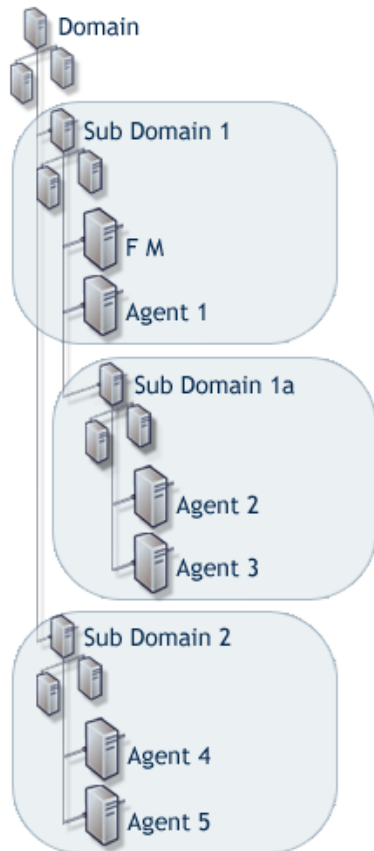 Domain
Sub Domain 1
F M
Agent 1
Sub Domain 1a
Agent 2
Agent 3
Sub Domain 2
Agent 4
Agent 5